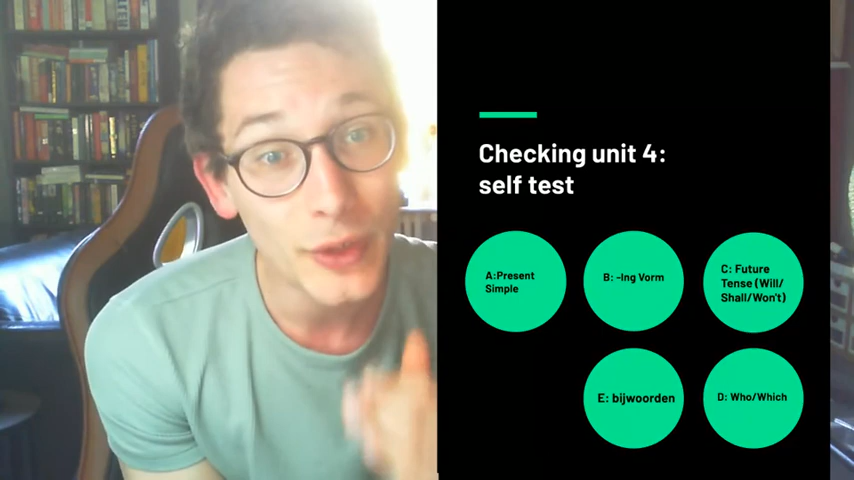 Checking unit 4:
self test
A:Present
Simple
B: -Ing Vorm
C: Future
Tense (Will/
Shall/Won't)
E: bijwoorden
D: Who/Which